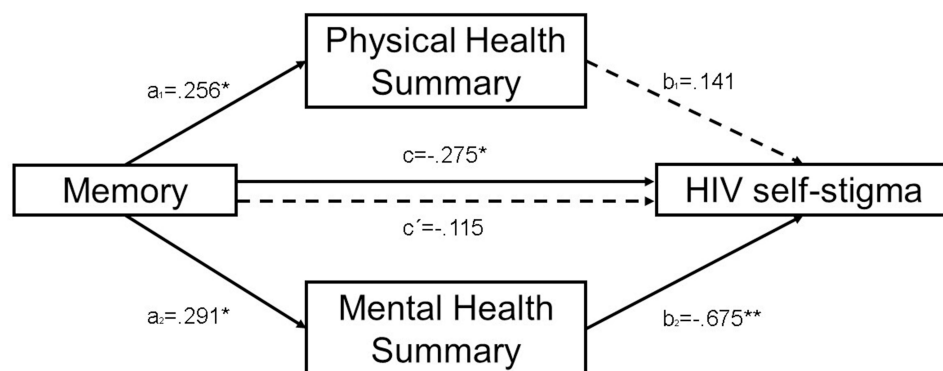 Physical Health
Summary
a₁=.256*
b₁=.141
c=-.275*
Memory
HIV self-stigma
c´=-.115
a₂=.291*
Mental Health
Summary
b₂=-.675**